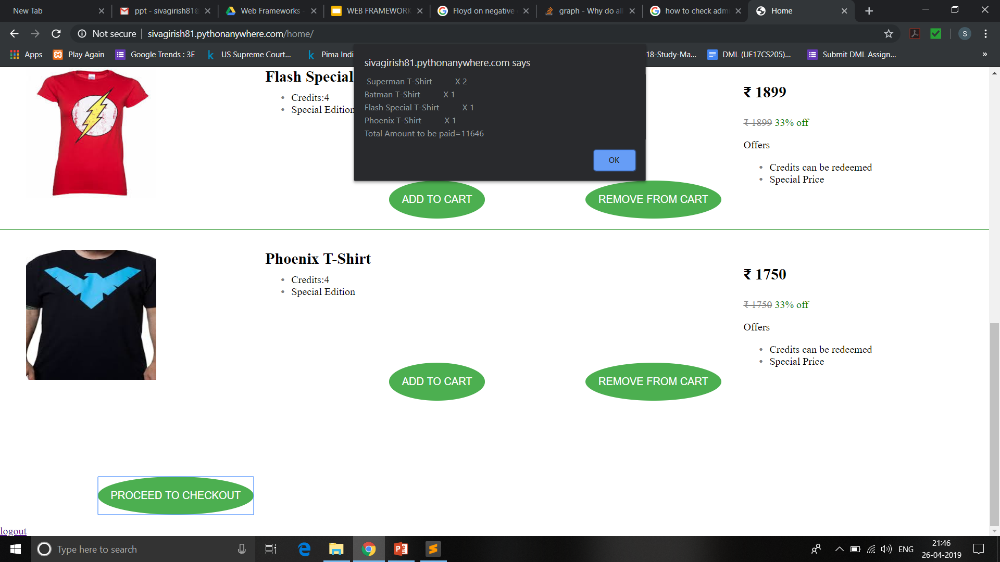 New Tab
ppt - sivagirish81@
Web Frameworks -
WEB FRAMEWORK
Floyd on negative
graph - Why do all
how to check adm
Home
Not secure | sivagirish81.pythonanywhere.com/home/
S
Apps
Play Again
Google Trends : 3E
US Supreme Court...
Pima Indi
18-Study-Ma...
DML (UE17CS205)...
Submit DML Assign...
»
sivagirish81.pythonanywhere.com says
Superman T-Shirt X 2
Batman T-Shirt X 1
Flash Special T-Shirt X 1
Phoenix T-Shirt X 1
Total Amount to be paid=11646
OK
Flash Special
• Credits:4
• Special Edition
₹ 1899
₹ 1899 33% off
Offers
• Credits can be redeemed
• Special Price
ADD TO CART
REMOVE FROM CART
Phoenix T-Shirt
• Credits:4
• Special Edition
₹ 1750
₹ 1750 33% off
Offers
• Credits can be redeemed
• Special Price
ADD TO CART
REMOVE FROM CART
PROCEED TO CHECKOUT
logout
Type here to search
ENG
21:46
26-04-2019